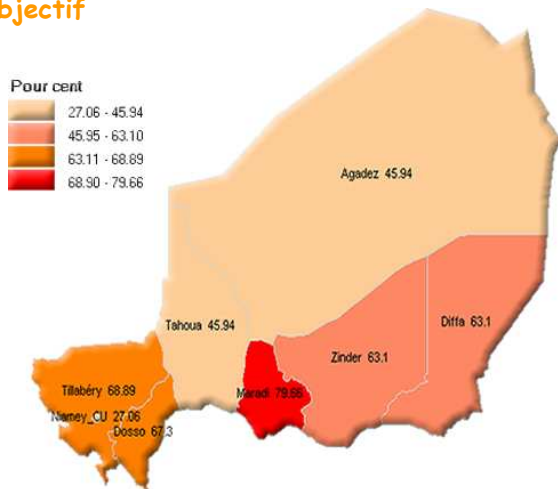 bjectif
Pour cent
27.06 - 45.94
45.95 - 63.10
63.11 - 68.89
68.90 - 79.66
Agadez 45.94
Tahoua 45.94
Diffa 63.1
Zinder 63.1
Tillabéry 68.89
Maradi 79.66
Niamey_CU 27.06
Dosso 67.3